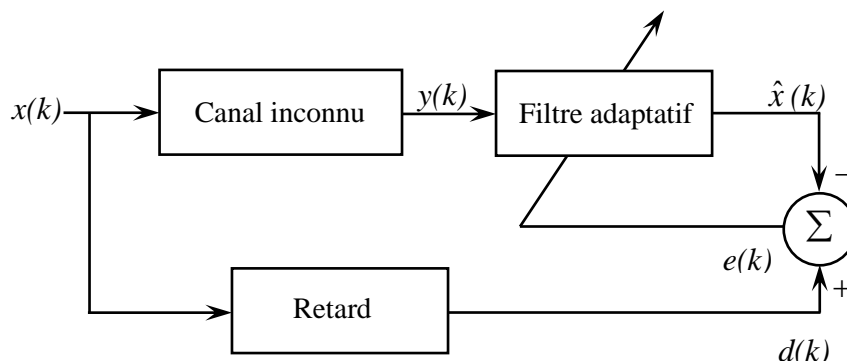 x(k)
Canal inconnu
y(k)
Filtre adaptatif
x̂ (k)
−
Σ
e(k)
+
Retard
d(k)